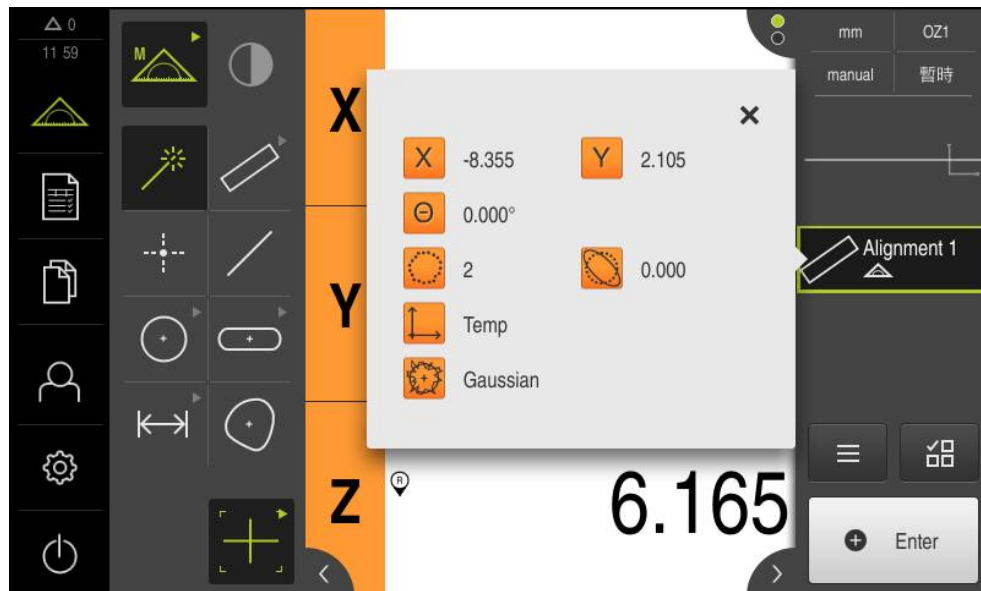 0
11 59
M
X
Y
Z
R
6.165
X -8.355 Y 2.105
Θ 0.000°
2 0.000
Temp
Gaussian
mm OZ1
manual 暫時
Alignment 1
Enter